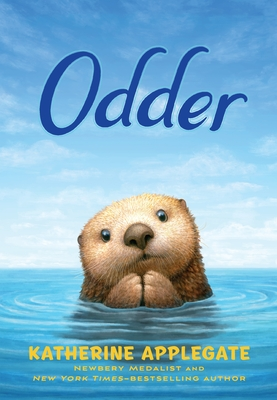 Odder
KATHERINE APPLEGATE
NEWBERY MEDALIST AND
NEW YORK TIMES–BESTSELLING AUTHOR